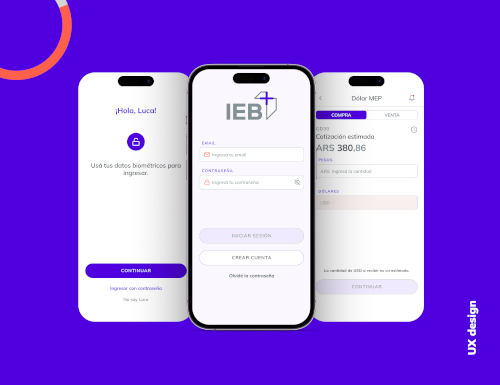 ¡Hola, Luca!
Usá tus datos biométricos para
ingresar.
CONTINUAR
Ingresar con contraseña
No soy Luca
IEB+
EMAIL
Ingresá tu email
CONTRASEÑA
Ingresá tu contraseña
INICIAR SESIÓN
CREAR CUENTA
Olvidé la contraseña
Dólar MEP
COMPRA
VENTA
Cotización estimada
ARS 380,86
PESOS
ARS Ingresá la cantidad
DÓLARES
USD
La cantidad de USD a recibir es un estimado.
CONTINUAR
UX design